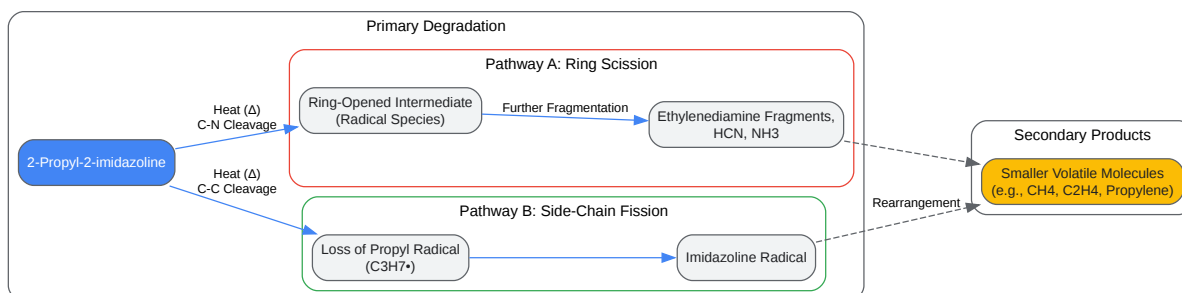 Primary Degradation
Pathway A: Ring Scission
Heat (Δ)
C-N Cleavage
Ring-Opened Intermediate
(Radical Species)
Further Fragmentation
Ethylenediamine Fragments,
HCN, NH3
2-Propyl-2-imidazoline
Heat (Δ)
C-C Cleavage
Pathway B: Side-Chain Fission
Loss of Propyl Radical
(C3H7•)
Imidazoline Radical
Rearrangement
Secondary Products
Smaller Volatile Molecules
(e.g., CH4, C2H4, Propylene)